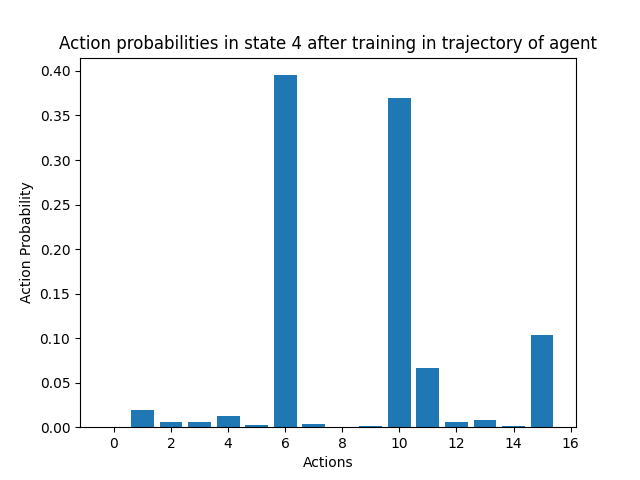 Action probabilities in state 4 after training in trajectory of agent
0.40
0.35
0.30
0.25
0.20
0.15
0.10
0.05
0.00
Action Probability
0 2 4 6 8 10 12 14 16
Actions